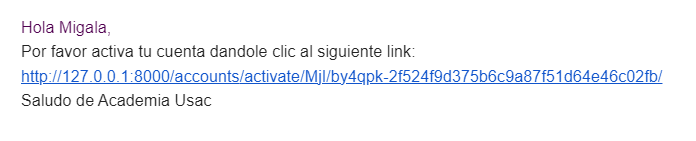 Hola Migala,
Por favor activa tu cuenta dandole clic al siguiente link:
http://127.0.0.1:8000/accounts/activate/MjI/by4qpk-2f524f9d375b6c9a87f51d64e46c02fb/
Saludo de Academia Usac